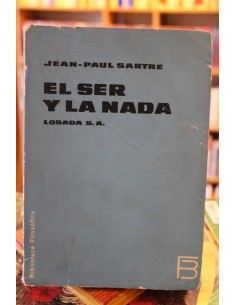 JEAN-PAUL SARTRE
EL SER
Y LA NADA
LOSADA S.A.
Biblioteca Filosófica